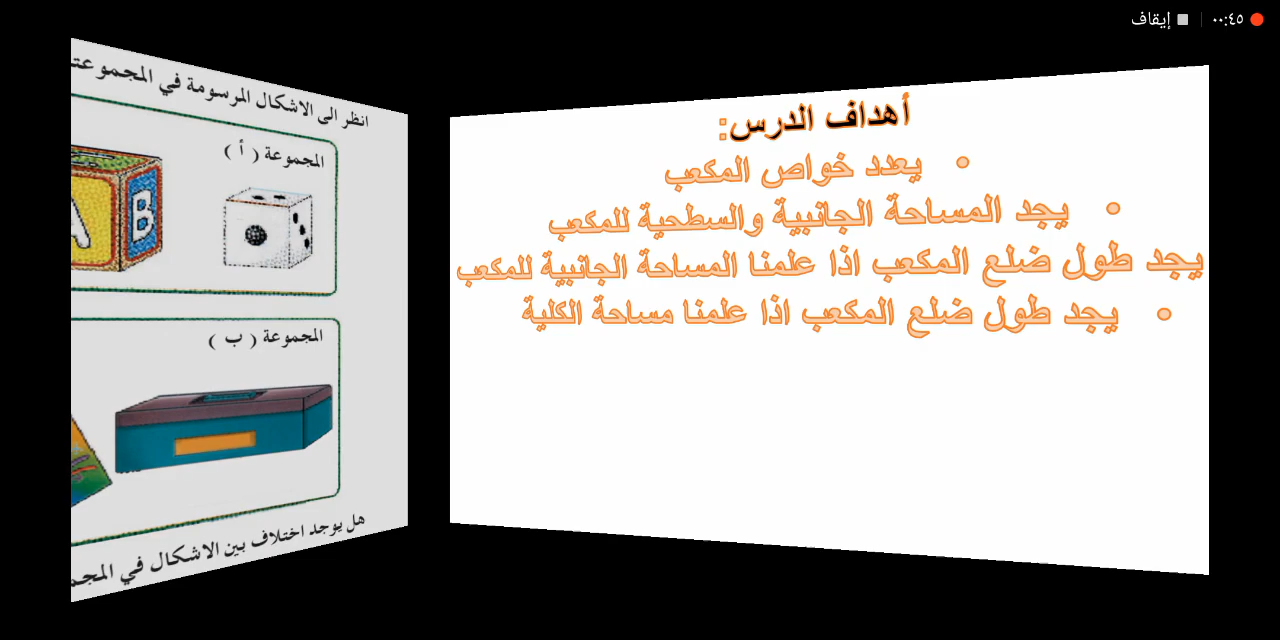 إيقاف ٠٠:٤٥
أهداف الدرس:
• يعدد خواص المكعب
• يجد المساحة الجانبية والسطحية للمكعب
يجد طول ضلع المكعب اذا علمنا المساحة الجانبية للمكعب
• يجد طول ضلع المكعب اذا علمنا مساحة الكلية
انظر الى الاشكال المرسومة في
المجموعة ( أ )
A B
المجموعة ( ب )
هل يوجد اختلاف بين الاشكال في